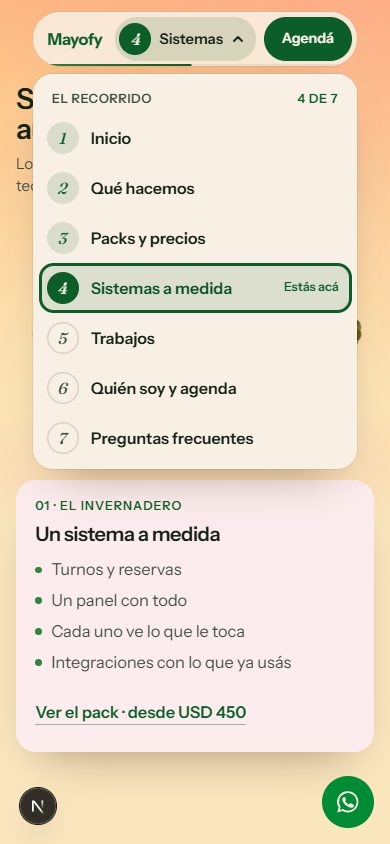 Mayofy
4 Sistemas
Agendá
S
a
Lo
tec
EL RECORRIDO
4 DE 7
1 Inicio
2 Qué hacemos
3 Packs y precios
4 Sistemas a medida
Estás acá
5 Trabajos
6 Quién soy y agenda
7 Preguntas frecuentes
01 · EL INVERNADERO
Un sistema a medida
Turnos y reservas
Un panel con todo
Cada uno ve lo que le toca
Integraciones con lo que ya usás
Ver el pack · desde USD 450
N